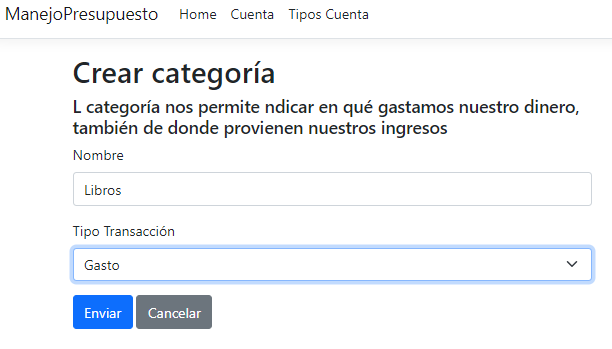 ManejoPresupuesto Home Cuenta Tipos Cuenta
Crear categoría
L categoría nos permite ndicar en qué gastamos nuestro dinero,
también de donde provienen nuestros ingresos
Nombre
Libros
Tipo Transacción
Gasto
Enviar Cancelar